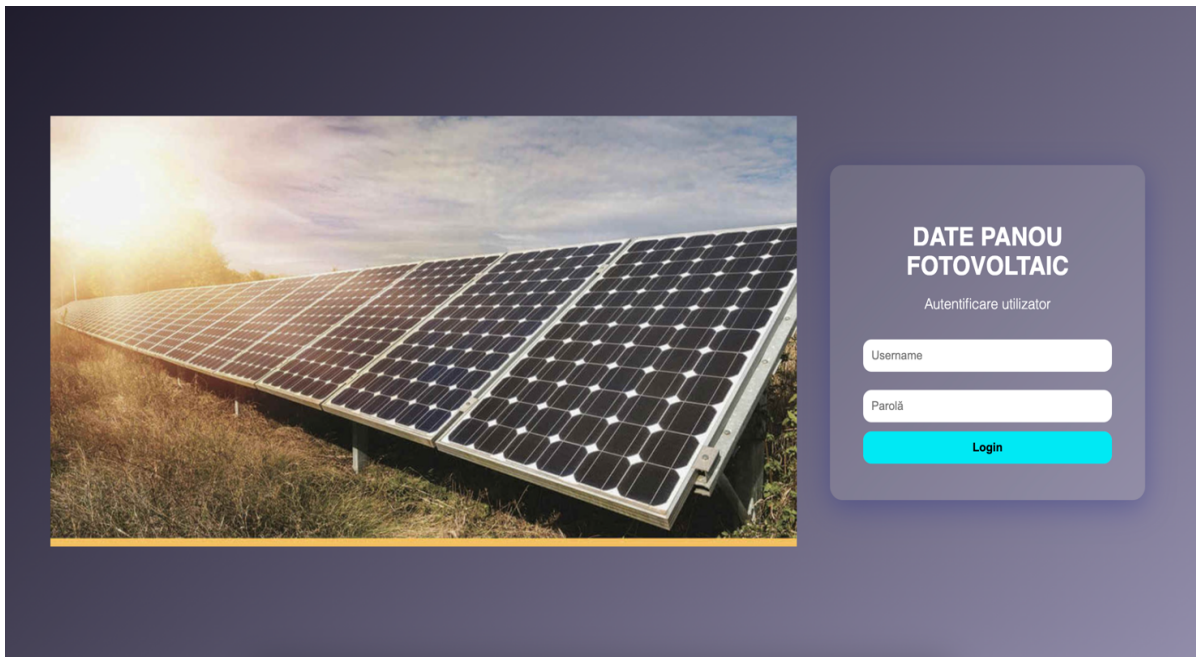 DATE PANOU
FOTOVOLTAIC
Autentificare utilizator
Username
Parolă
Login